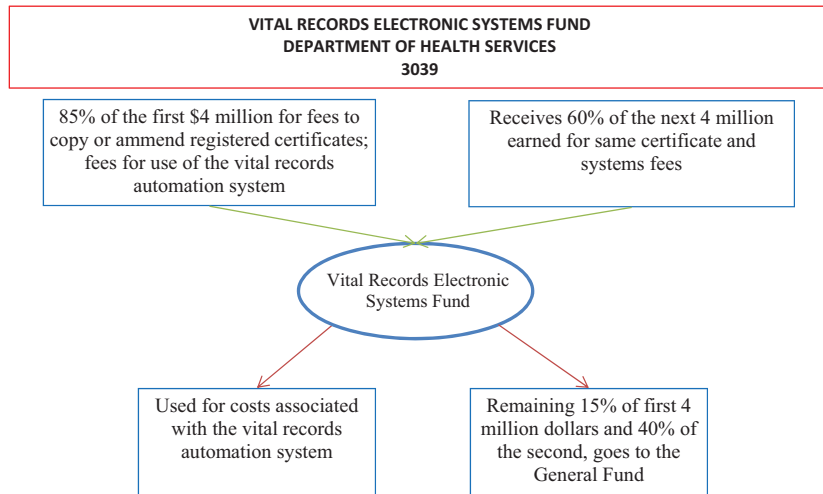 VITAL RECORDS ELECTRONIC SYSTEMS FUND
DEPARTMENT OF HEALTH SERVICES
3039
85% of the first $4 million for fees to
copy or ammend registered certificates;
fees for use of the vital records
automation system
Receives 60% of the next 4 million
earned for same certificate and
systems fees
Vital Records Electronic
Systems Fund
Used for costs associated
with the vital records
automation system
Remaining 15% of first 4
million dollars and 40% of
the second, goes to the
General Fund